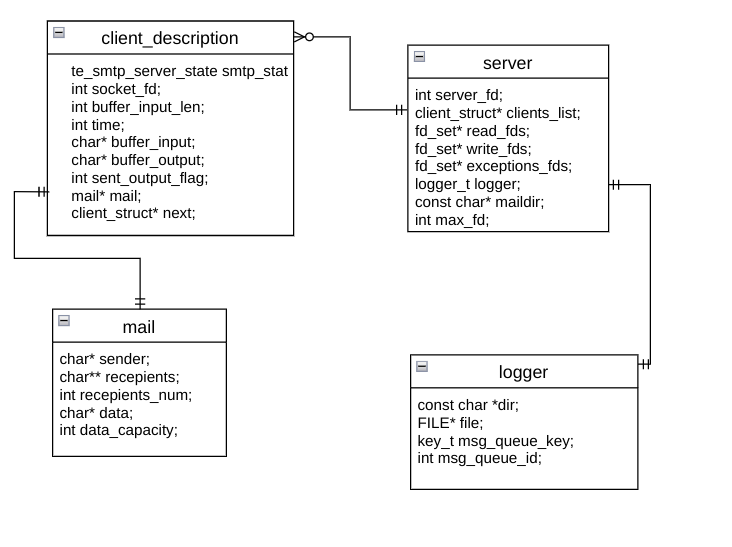 client_description
te_smtp_server_state smtp_stat
int socket_fd;
int buffer_input_len;
int time;
char* buffer_input;
char* buffer_output;
int sent_output_flag;
mail* mail;
client_struct* next;
server
int server_fd;
client_struct* clients_list;
fd_set* read_fds;
fd_set* write_fds;
fd_set* exceptions_fds;
logger_t logger;
const char* maildir;
int max_fd;
mail
char* sender;
char** recepients;
int recepients_num;
char* data;
int data_capacity;
logger
const char *dir;
FILE* file;
key_t msg_queue_key;
int msg_queue_id;